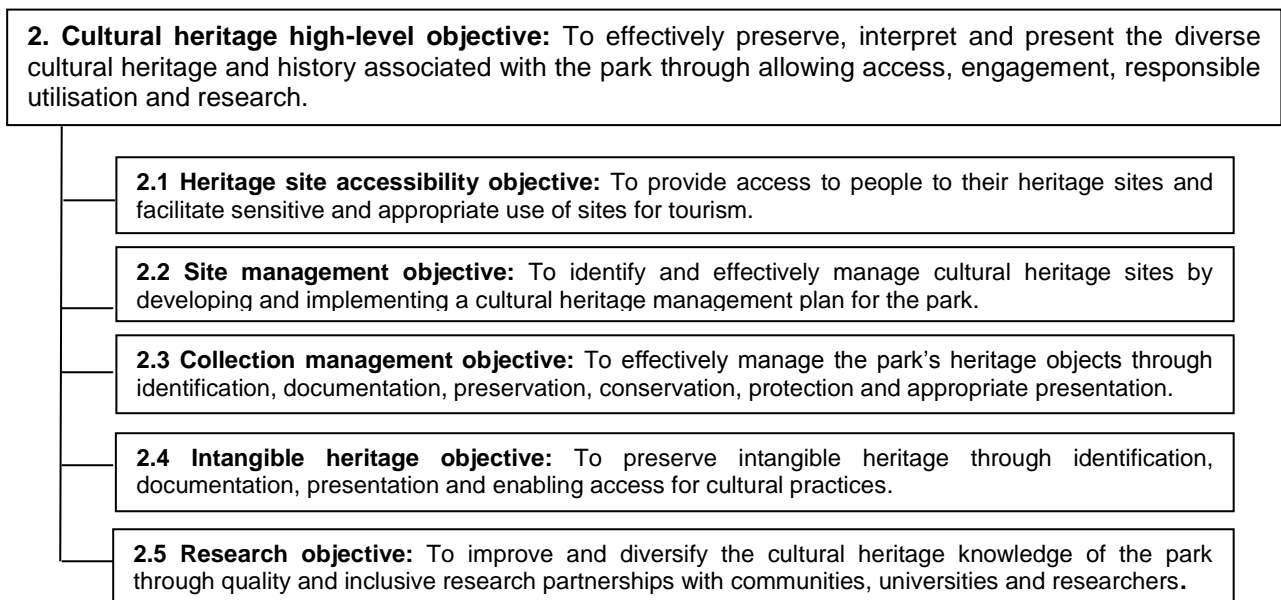 2. Cultural heritage high-level objective: To effectively preserve, interpret and present the diverse
cultural heritage and history associated with the park through allowing access, engagement, responsible
utilisation and research.
2.1 Heritage site accessibility objective: To provide access to people to their heritage sites and
facilitate sensitive and appropriate use of sites for tourism.
2.2 Site management objective: To identify and effectively manage cultural heritage sites by
developing and implementing a cultural heritage management plan for the park.
2.3 Collection management objective: To effectively manage the park’s heritage objects through
identification, documentation, preservation, conservation, protection and appropriate presentation.
2.4 Intangible heritage objective: To preserve intangible heritage through identification,
documentation, presentation and enabling access for cultural practices.
2.5 Research objective: To improve and diversify the cultural heritage knowledge of the park
through quality and inclusive research partnerships with communities, universities and researchers.